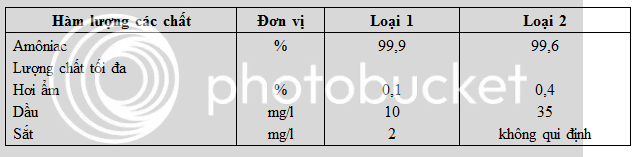 Hàm lượng các chất Đơn vị Loại 1 Loại 2
Amôniac % 99,9 99,6
Lượng chất tối đa
Hơi ẩm % 0,1 0,4
Dầu mg/l 10 35
Sắt mg/l 2 không qui định
photobucket